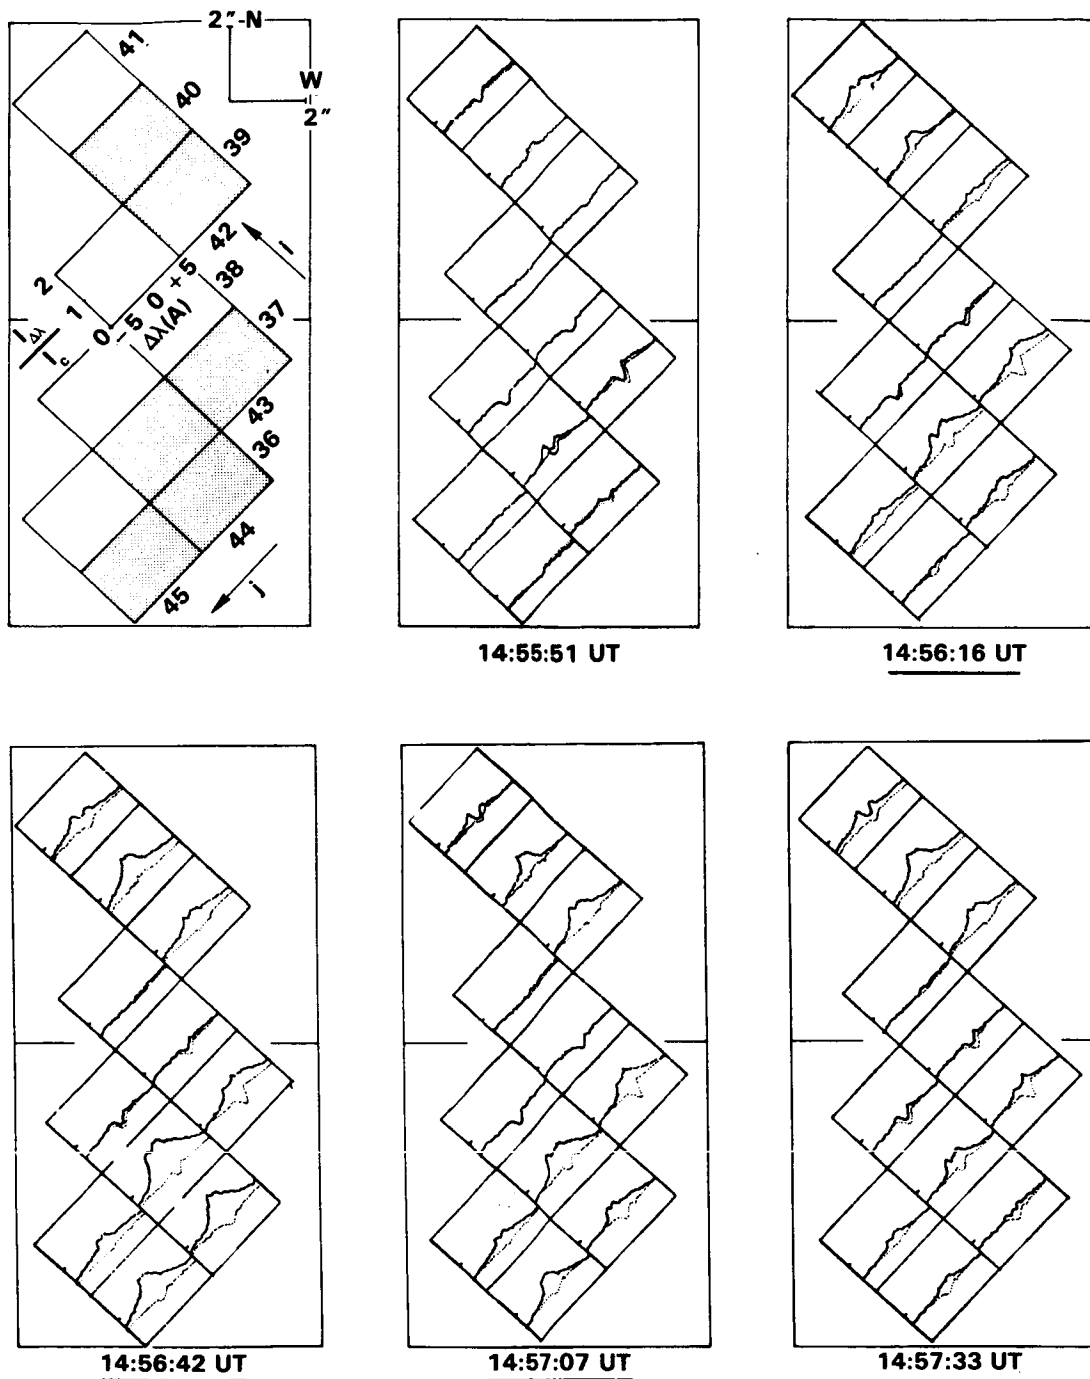 2"-N
W
2"
41
40
39
42
i
38
37
43
36
44
j
45
2
1
0
I Δλ / I c
-5 0 +5
Δλ(A)
14:55:51 UT
14:56:16 UT
14:56:42 UT
14:57:07 UT
14:57:33 UT